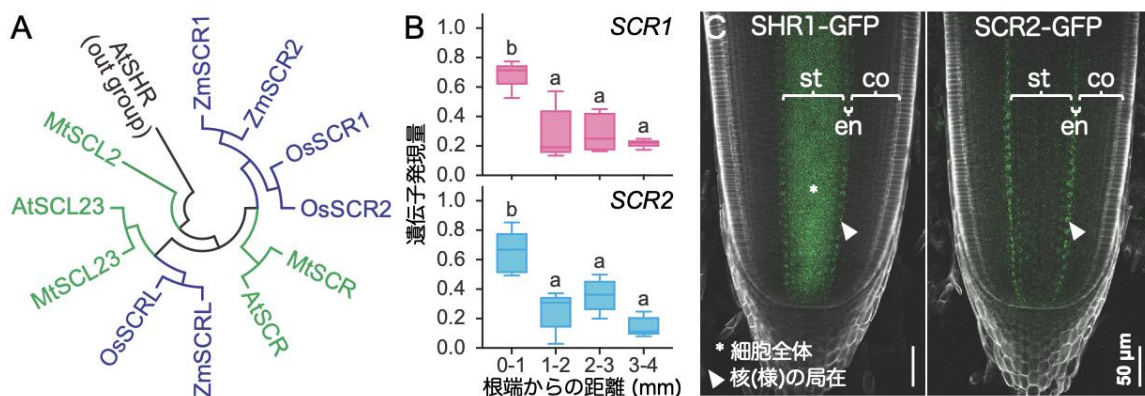 A
AtSHR
(out group)
ZmSCR1
ZmSCR2
OsSCR1
OsSCR2
MtSCR
AtSCR
ZmSCRL
OsSCRL
MtSCL23
AtSCL23
MtSCL2
B
遺伝子発現量
SCR1
1.0
0.8
0.6
0.4
0.2
0.0
b
a
a
a
SCR2
1.0
0.8
0.6
0.4
0.2
0.0
b
a
a
a
0-1 1-2 2-3 3-4
根端からの距離 (mm)
C
SHR1-GFP
st
co
en
*
* 細胞全体
核(様)の局在
SCR2-GFP
st
co
en
50 µm